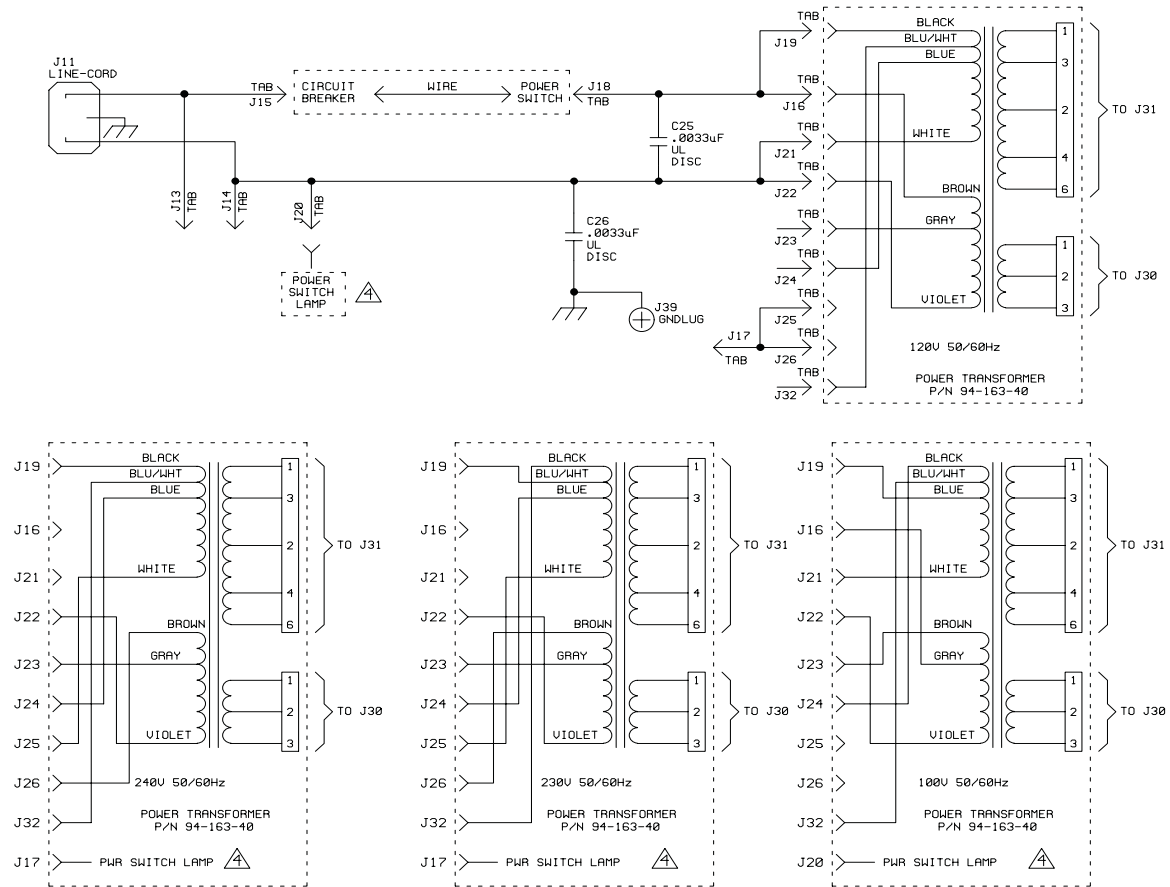 J11
LINE-CORD
TAB
J15
CIRCUIT
BREAKER
WIRE
POWER
SWITCH
J18
TAB
J13
TAB
J14
TAB
J20
TAB
POWER
SWITCH
LAMP
4
C25
.0033uF
UL
DISC
C26
.0033uF
UL
DISC
J39
GNDLUG
TAB
J19
TAB
J16
TAB
J21
TAB
J22
TAB
J23
TAB
J24
TAB
J25
J17
TAB
TAB
J26
TAB
J32
BLACK
BLU/WHT
BLUE
WHITE
BROWN
GRAY
VIOLET
1
3
2
4
6
TO J31
1
2
3
TO J30
120V 50/60Hz
POWER TRANSFORMER
P/N 94-163-40
J19
J16
J21
J22
J23
J24
J25
J26
J32
J17
BLACK
BLU/WHT
BLUE
WHITE
BROWN
GRAY
VIOLET
1
3
2
4
6
TO J31
1
2
3
TO J30
240V 50/60Hz
POWER TRANSFORMER
P/N 94-163-40
PWR SWITCH LAMP
4
J19
J16
J21
J22
J23
J24
J25
J26
J32
J17
BLACK
BLU/WHT
BLUE
WHITE
BROWN
GRAY
VIOLET
1
3
2
4
6
TO J31
1
2
3
TO J30
230V 50/60Hz
POWER TRANSFORMER
P/N 94-163-40
PWR SWITCH LAMP
4
J19
J16
J21
J22
J23
J24
J25
J26
J32
J20
BLACK
BLU/WHT
BLUE
WHITE
BROWN
GRAY
VIOLET
1
3
2
4
6
TO J31
1
2
3
TO J30
100V 50/60Hz
POWER TRANSFORMER
P/N 94-163-40
PWR SWITCH LAMP
4